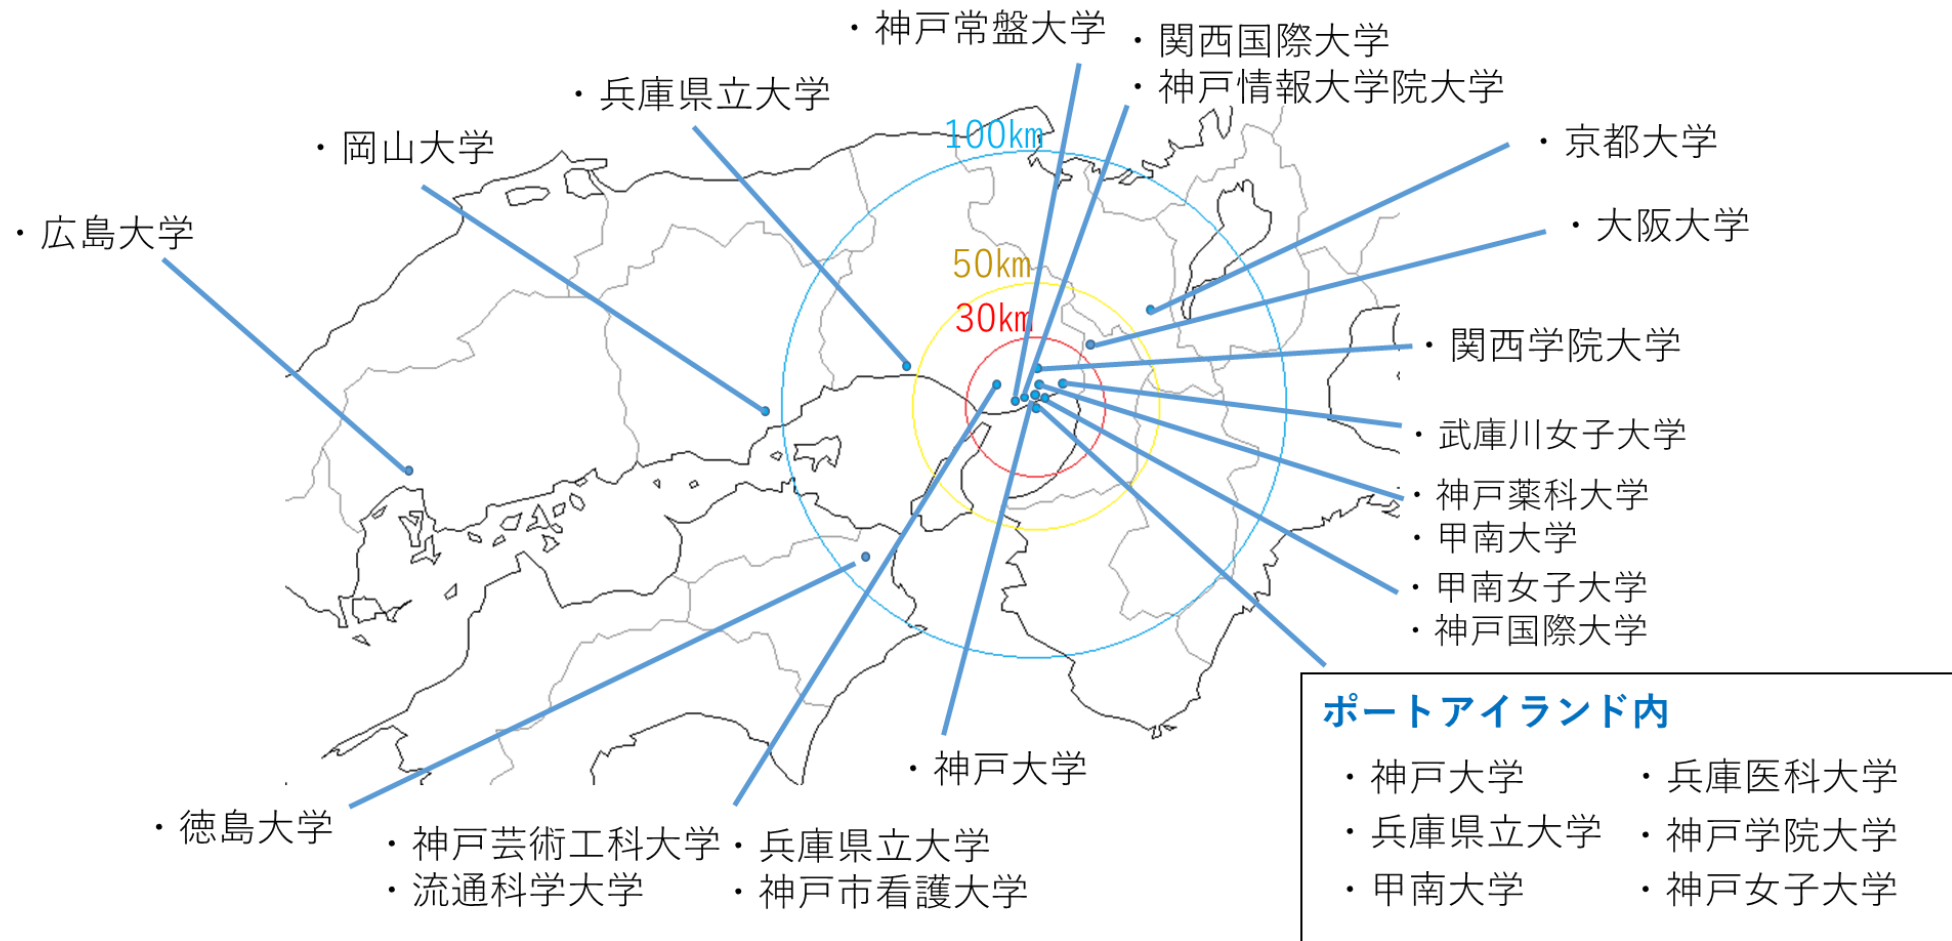 ・神戸常盤大学
・関西国際大学
・神戸情報大学院大学
・兵庫県立大学
・岡山大学
100km
・京都大学
・広島大学
・大阪大学
50km
30km
・関西学院大学
・武庫川女子大学
・神戸薬科大学
・甲南大学
・甲南女子大学
・神戸国際大学
・神戸大学
・徳島大学
・神戸芸術工科大学
・流通科学大学
・兵庫県立大学
・神戸市看護大学
ポートアイランド内
・神戸大学
・兵庫県立大学
・甲南大学
・兵庫医科大学
・神戸学院大学
・神戸女子大学